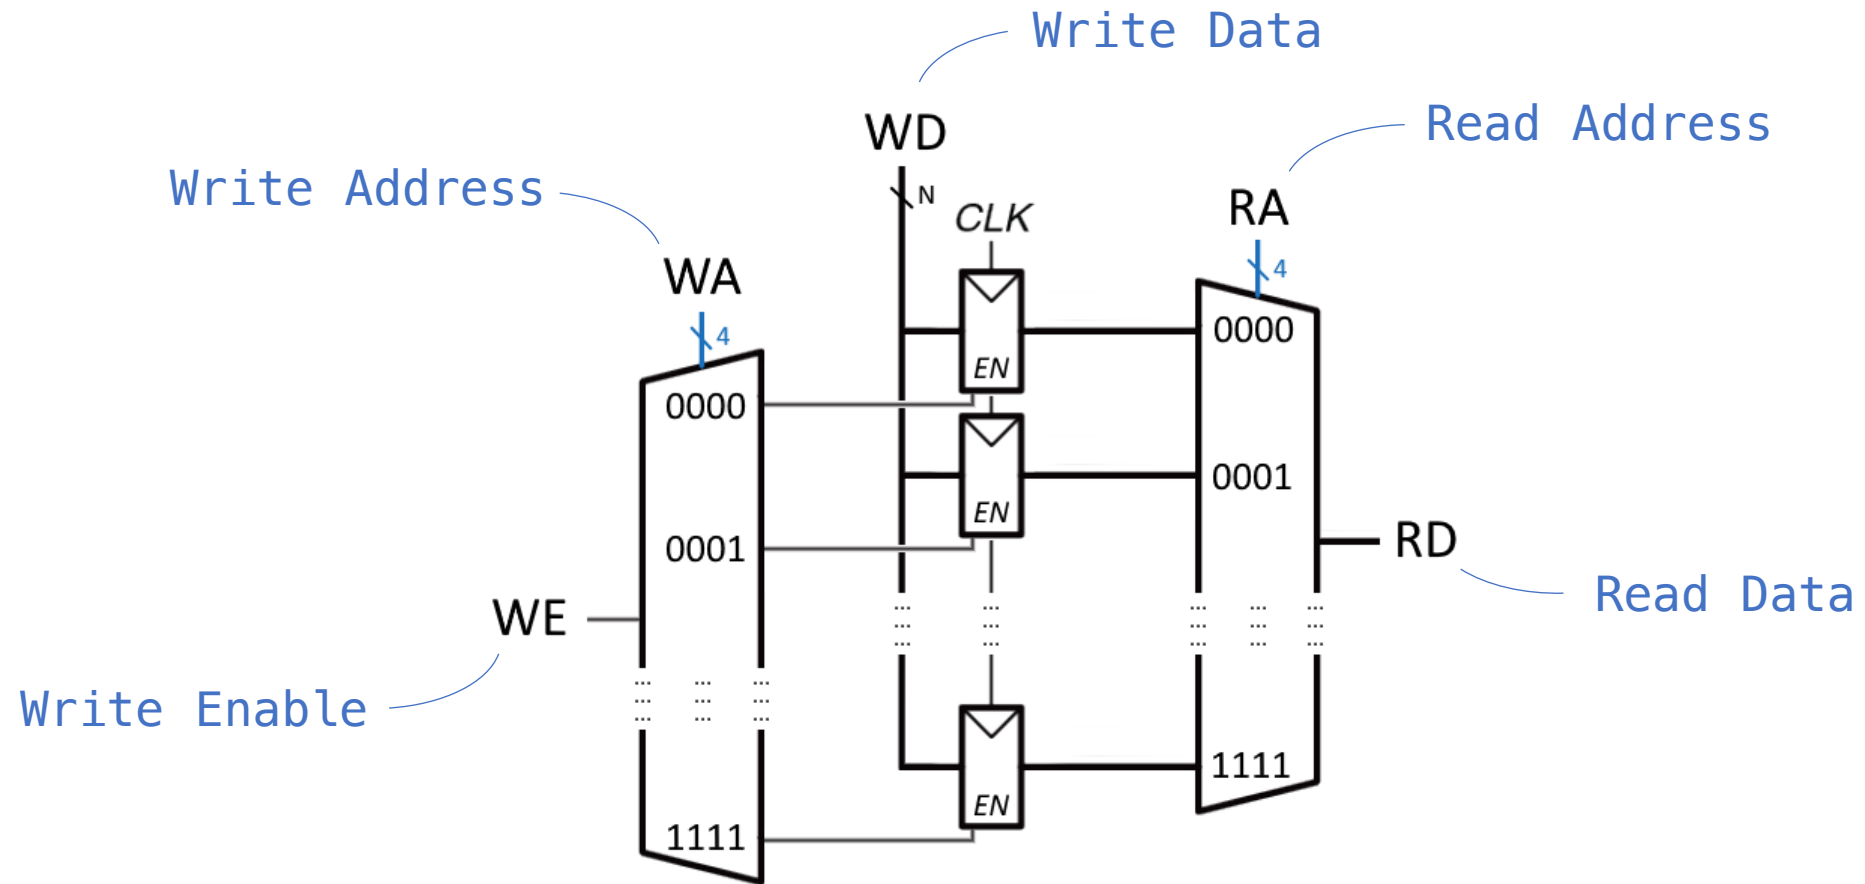 Write Data
WD
Read Address
Write Address
N
CLK
RA
WA
4
4
0000
EN
0000
0001
EN
0001
RD
WE
Read Data
Write Enable
1111
EN
1111